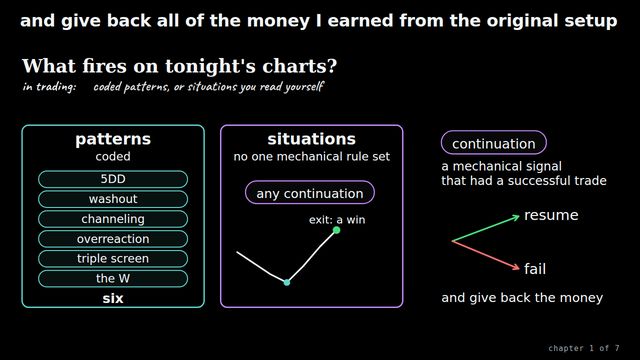 and give back all of the money I earned from the original setup
What fires on tonight's charts?
in trading: coded patterns, or situations you read yourself
patterns
coded
5DD
washout
channeling
overreaction
triple screen
the W
six
situations
no one mechanical rule set
any continuation
exit: a win
continuation
a mechanical signal
that had a successful trade
resume
fail
and give back the money
chapter 1 of 7